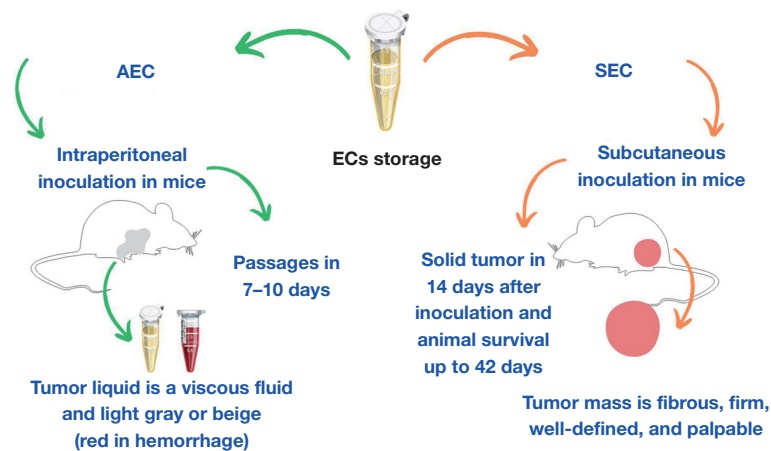 AEC
ECs storage
SEC
Intraperitoneal
inoculation in mice
Passages in
7–10 days
Tumor liquid is a viscous fluid
and light gray or beige
(red in hemorrhage)
Subcutaneous
inoculation in mice
Solid tumor in
14 days after
inoculation and
animal survival
up to 42 days
Tumor mass is fibrous, firm,
well-defined, and palpable